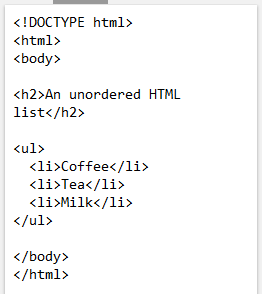 <!DOCTYPE html>
<html>
<body>

<h2>An unordered HTML
list</h2>

<ul>
  <li>Coffee</li>
  <li>Tea</li>
  <li>Milk</li>
</ul>

</body>
</html>